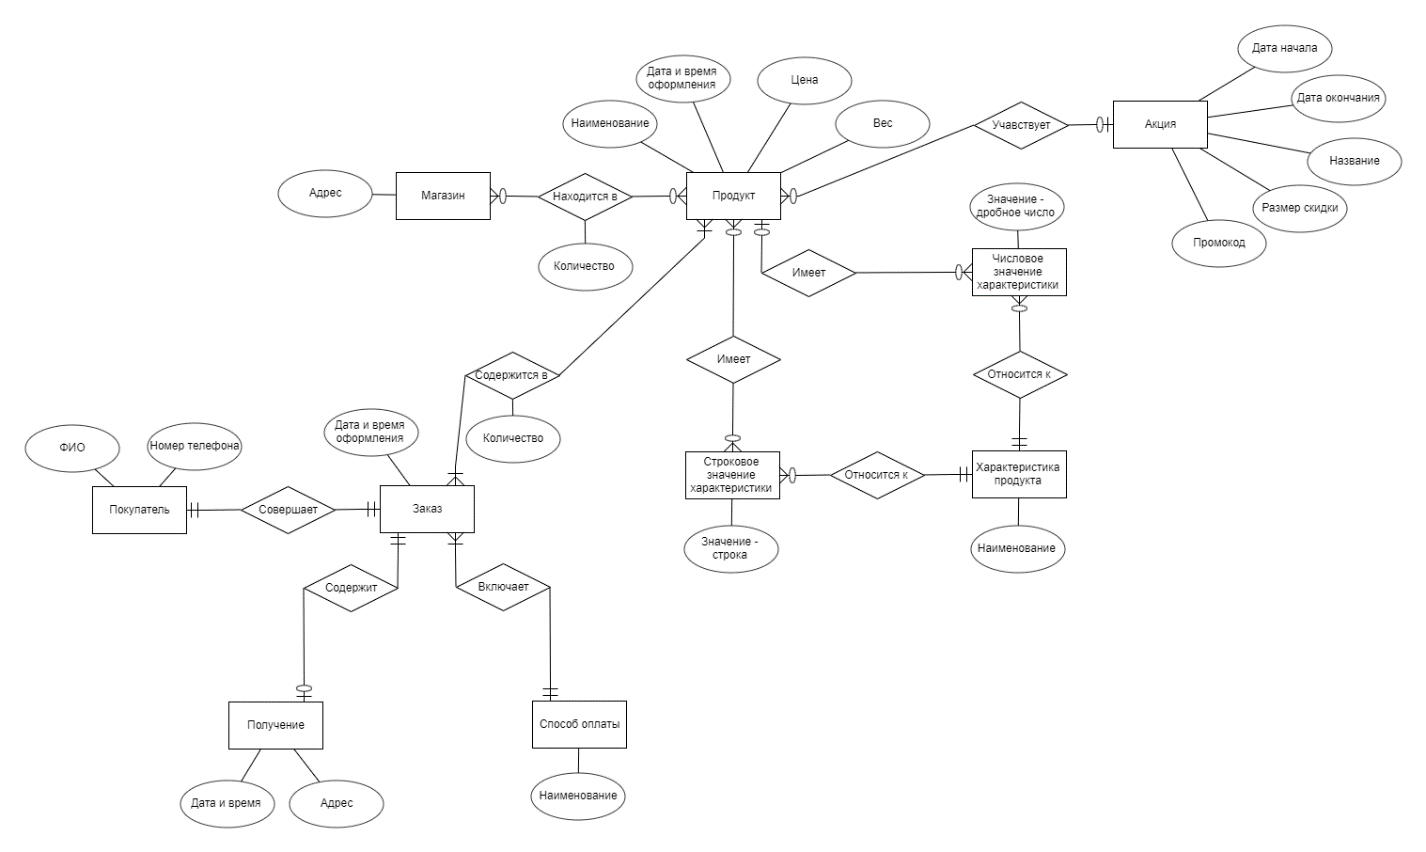 Дата начала
Дата и время
оформления
Цена
Дата окончания
Наименование
Вес
Учавствует
Акция
Название
Адрес
Магазин
Находится в
Продукт
Значение -
дробное число
Размер скидки
Промокод
Количество
Имеет
Числовое
значение
характеристики
Имеет
Содержится в
Относится к
Дата и время
оформления
Количество
ФИО
Номер телефона
Строковое
значение
характеристики
Относится к
Характеристика
продукта
Покупатель
Совершает
Заказ
Значение -
строка
Наименование
Содержит
Включает
Получение
Способ оплаты
Дата и время
Адрес
Наименование